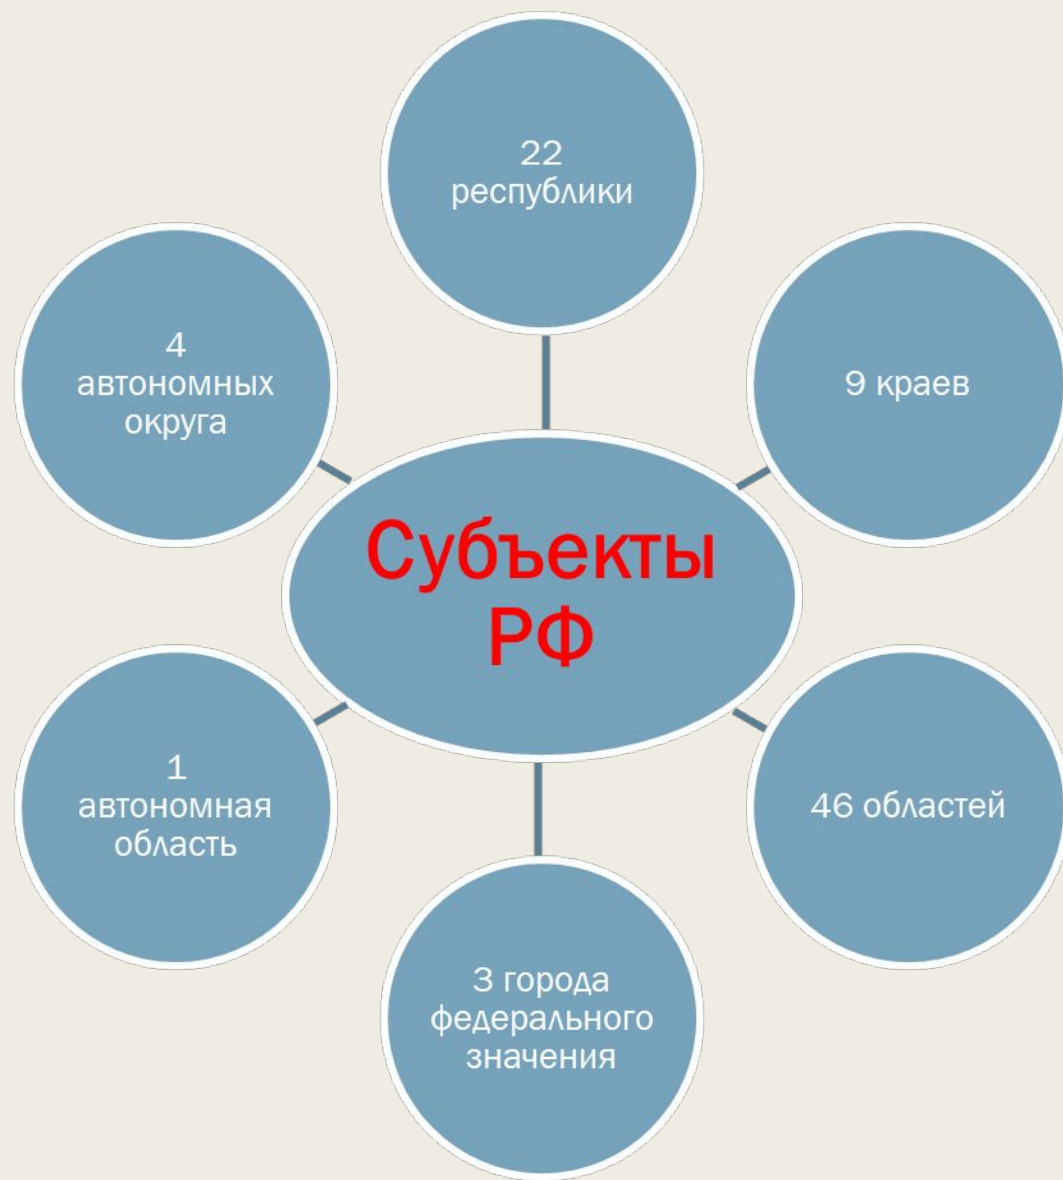 22
республики
4
автономных
округа
9 краев
Субъекты
РФ
1
автономная
область
46 областей
3 города
федерального
значения